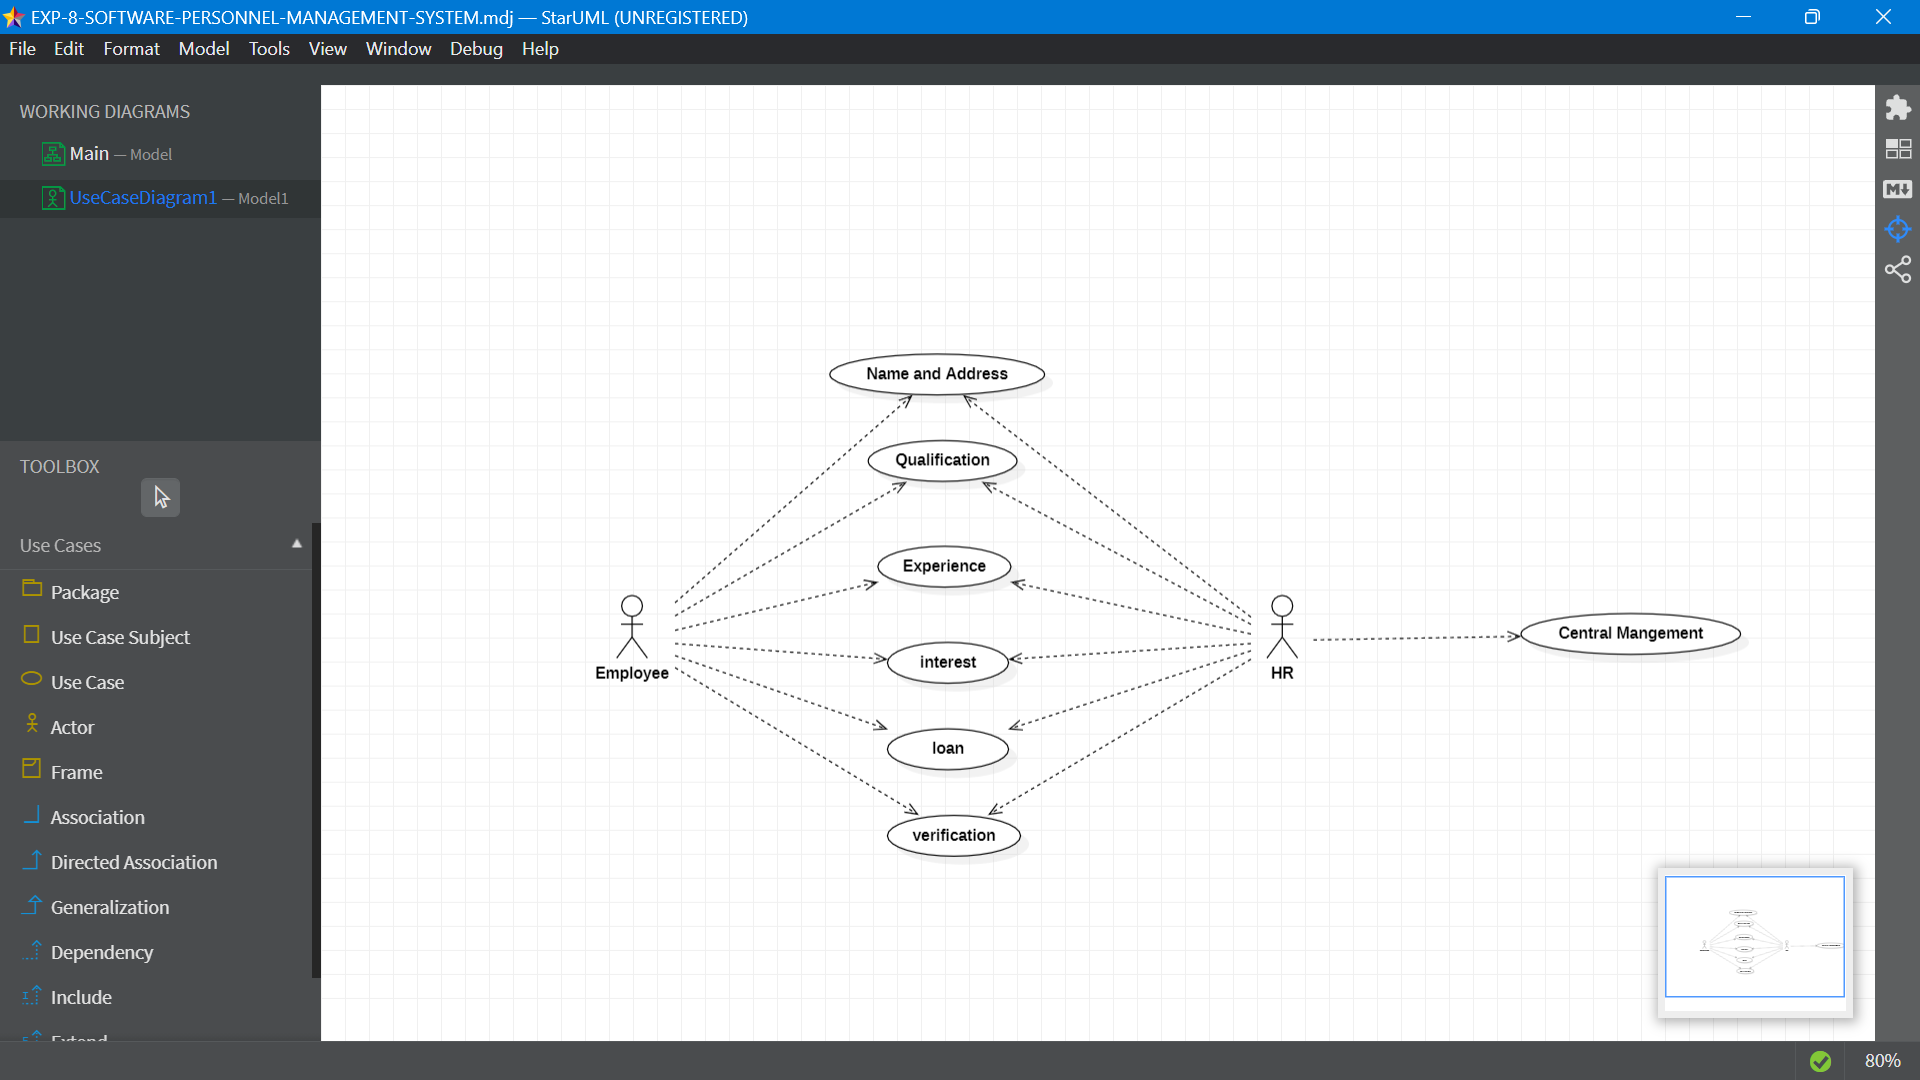 EXP-8-SOFTWARE-PERSONNEL-MANAGEMENT-SYSTEM.mdj — StarUML (UNREGISTERED)
File Edit Format Model Tools View Window Debug Help
WORKING DIAGRAMS
Main — Model
UseCaseDiagram1 — Model1
TOOLBOX
Use Cases
Package
Use Case Subject
Use Case
Actor
Frame
Association
Directed Association
Generalization
Dependency
Include
Extend
Name and Address
Qualification
Experience
Employee
interest
HR
Central Mangement
loan
verification
80%